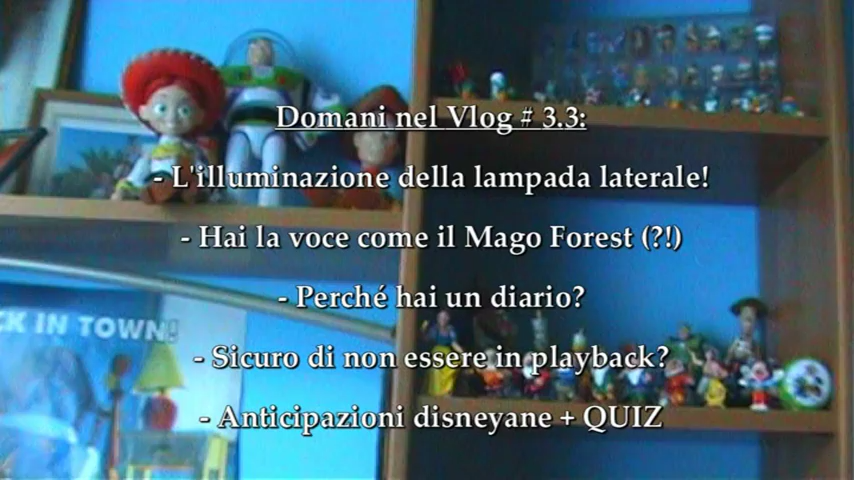 Domani nel Vlog # 3.3:
- L'illuminazione della lampada laterale!
- Hai la voce come il Mago Forest (?!)
- Perché hai un diario?
CK IN TOWN!
- Sicuro di non essere in playback?
- Anticipazioni disneyane + QUIZ